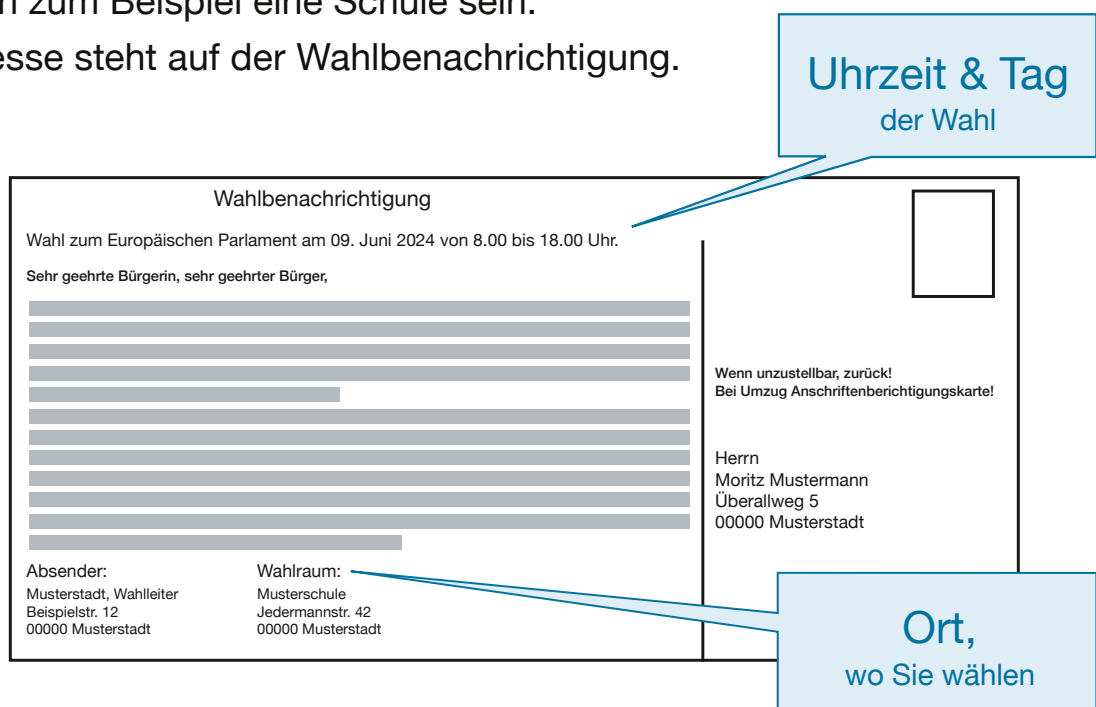 zum Beispiel eine Schule sein.
steht auf der Wahlbenachrichtigung.
Uhrzeit & Tag
der Wahl
Wahlbenachrichtigung
Wahl zum Europäischen Parlament am 09. Juni 2024 von 8.00 bis 18.00 Uhr.
Sehr geehrte Bürgerin, sehr geehrter Bürger,
Wenn unzustellbar, zurück!
Bei Umzug Anschriftenberichtigungskarte!
Herrn
Moritz Mustermann
Überallweg 5
00000 Musterstadt
Absender:
Musterstadt, Wahlleiter
Beispielstr. 12
00000 Musterstadt
Wahlraum:
Musterschule
Jedermannstr. 42
00000 Musterstadt
Ort,
wo Sie wählen